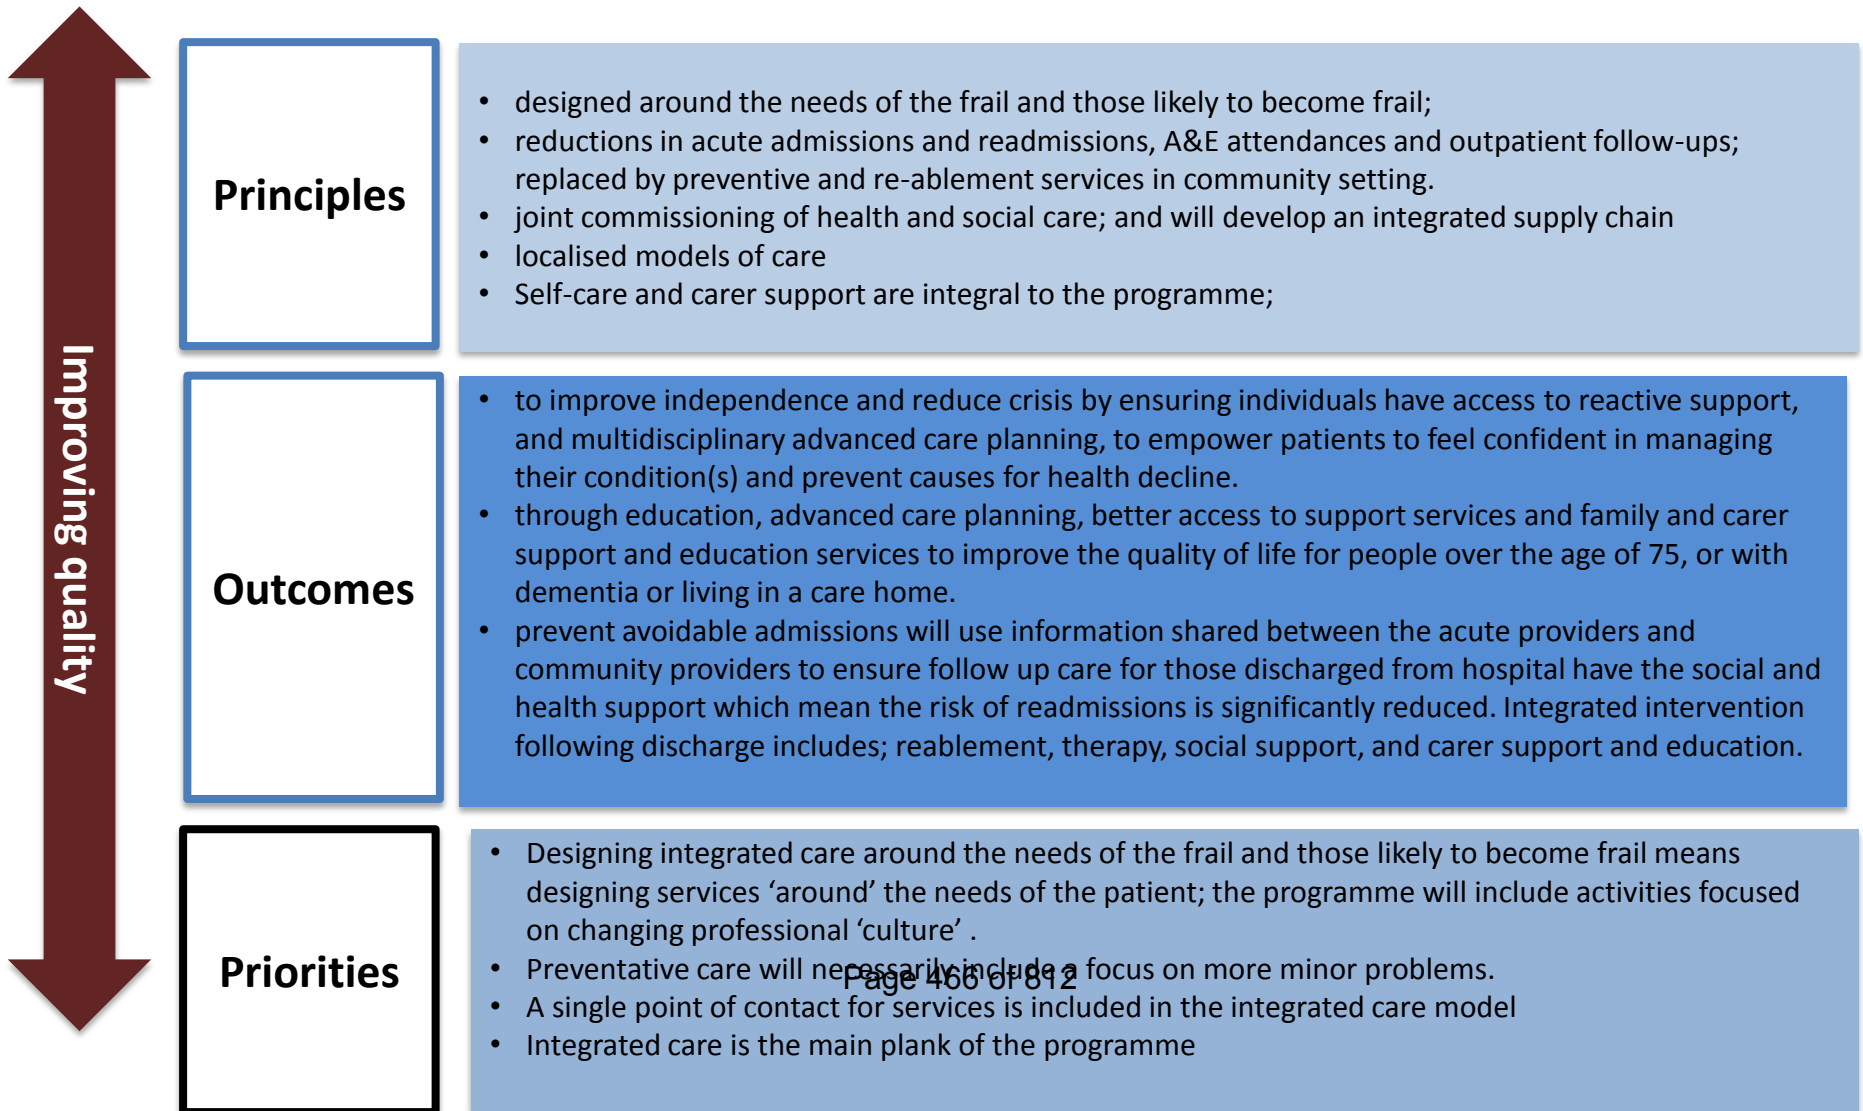 Improving quality
Principles
• designed around the needs of the frail and those likely to become frail;
• reductions in acute admissions and readmissions, A&E attendances and outpatient follow-ups;
replaced by preventive and re-ablement services in community setting.
• joint commissioning of health and social care; and will develop an integrated supply chain
• localised models of care
• Self-care and carer support are integral to the programme;
Outcomes
• to improve independence and reduce crisis by ensuring individuals have access to reactive support,
and multidisciplinary advanced care planning, to empower patients to feel confident in managing
their condition(s) and prevent causes for health decline.
• through education, advanced care planning, better access to support services and family and carer
support and education services to improve the quality of life for people over the age of 75, or with
dementia or living in a care home.
• prevent avoidable admissions will use information shared between the acute providers and
community providers to ensure follow up care for those discharged from hospital have the social and
health support which mean the risk of readmissions is significantly reduced. Integrated intervention
following discharge includes; reablement, therapy, social support, and carer support and education.
Priorities
• Designing integrated care around the needs of the frail and those likely to become frail means
designing services ‘around’ the needs of the patient; the programme will include activities focused
on changing professional ‘culture’ .
• Preventative care will necessarily include a focus on more minor problems.
Page 466 of 812
• A single point of contact for services is included in the integrated care model
• Integrated care is the main plank of the programme